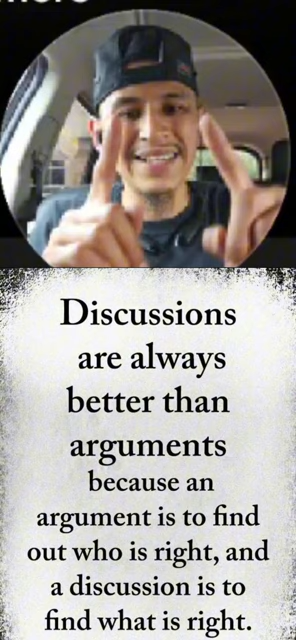 Discussions
are always
better than
arguments
because an
argument is to find
out who is right, and
a discussion is to
find what is right.